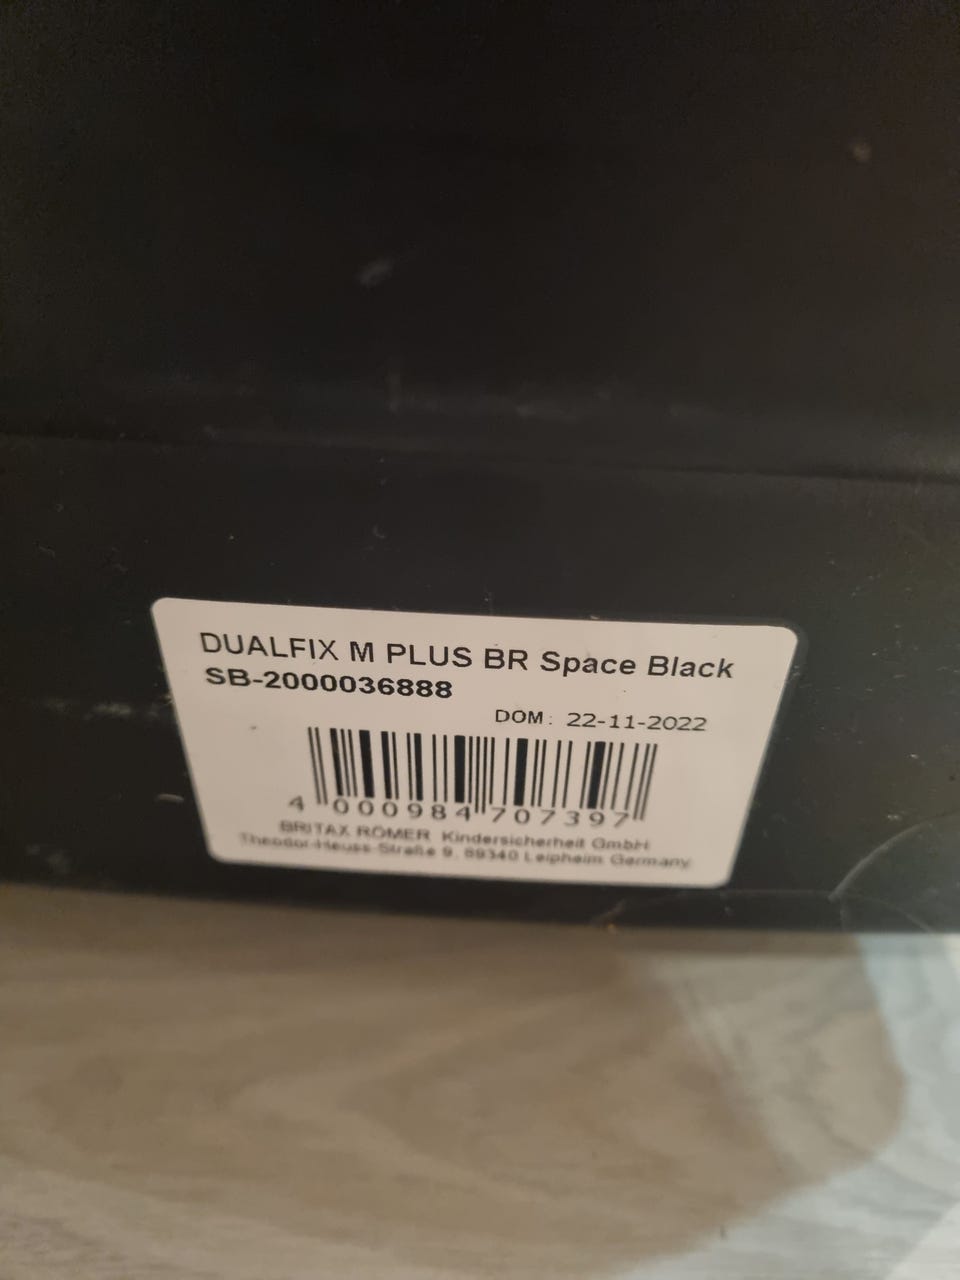 DUALFIX M PLUS BR Space Black
SB-2000036888
DOM: 22-11-2022
4 000984 707397
BRITAX RÖMER Kindersicherheit GmbH
Theodor-Heuss-Straße 9, 89340 Leipheim Germany